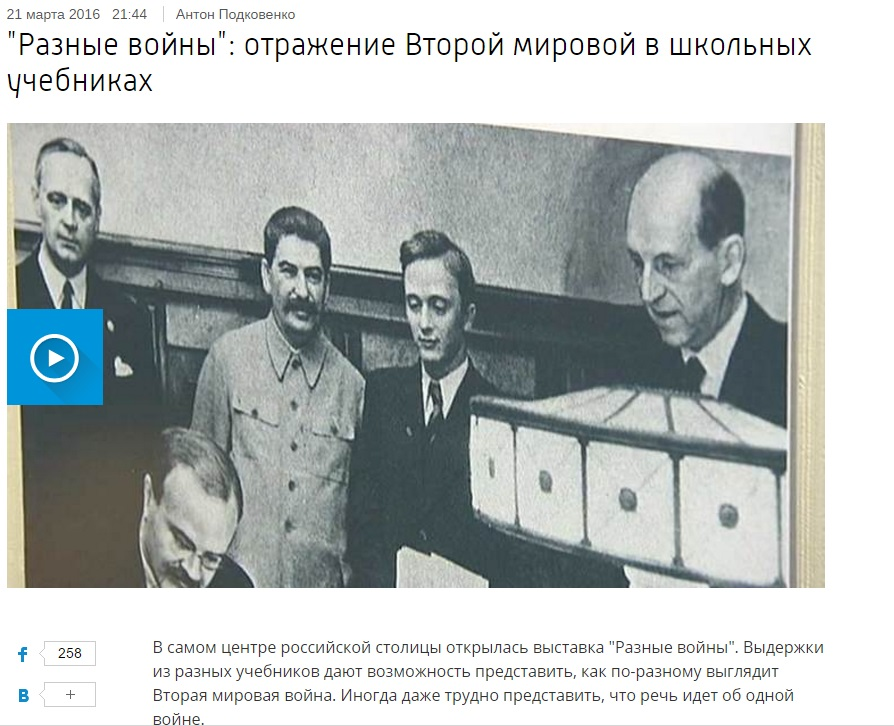 21 марта 2016 21:44 Антон Подковенко
"Разные войны": отражение Второй мировой в школьных
учебниках
f 258
В +
В самом центре российской столицы открылась выставка "Разные войны". Выдержки
из разных учебников дают возможность представить, как по-разному выглядит
Вторая мировая война. Иногда даже трудно представить, что речь идет об одной
войне.